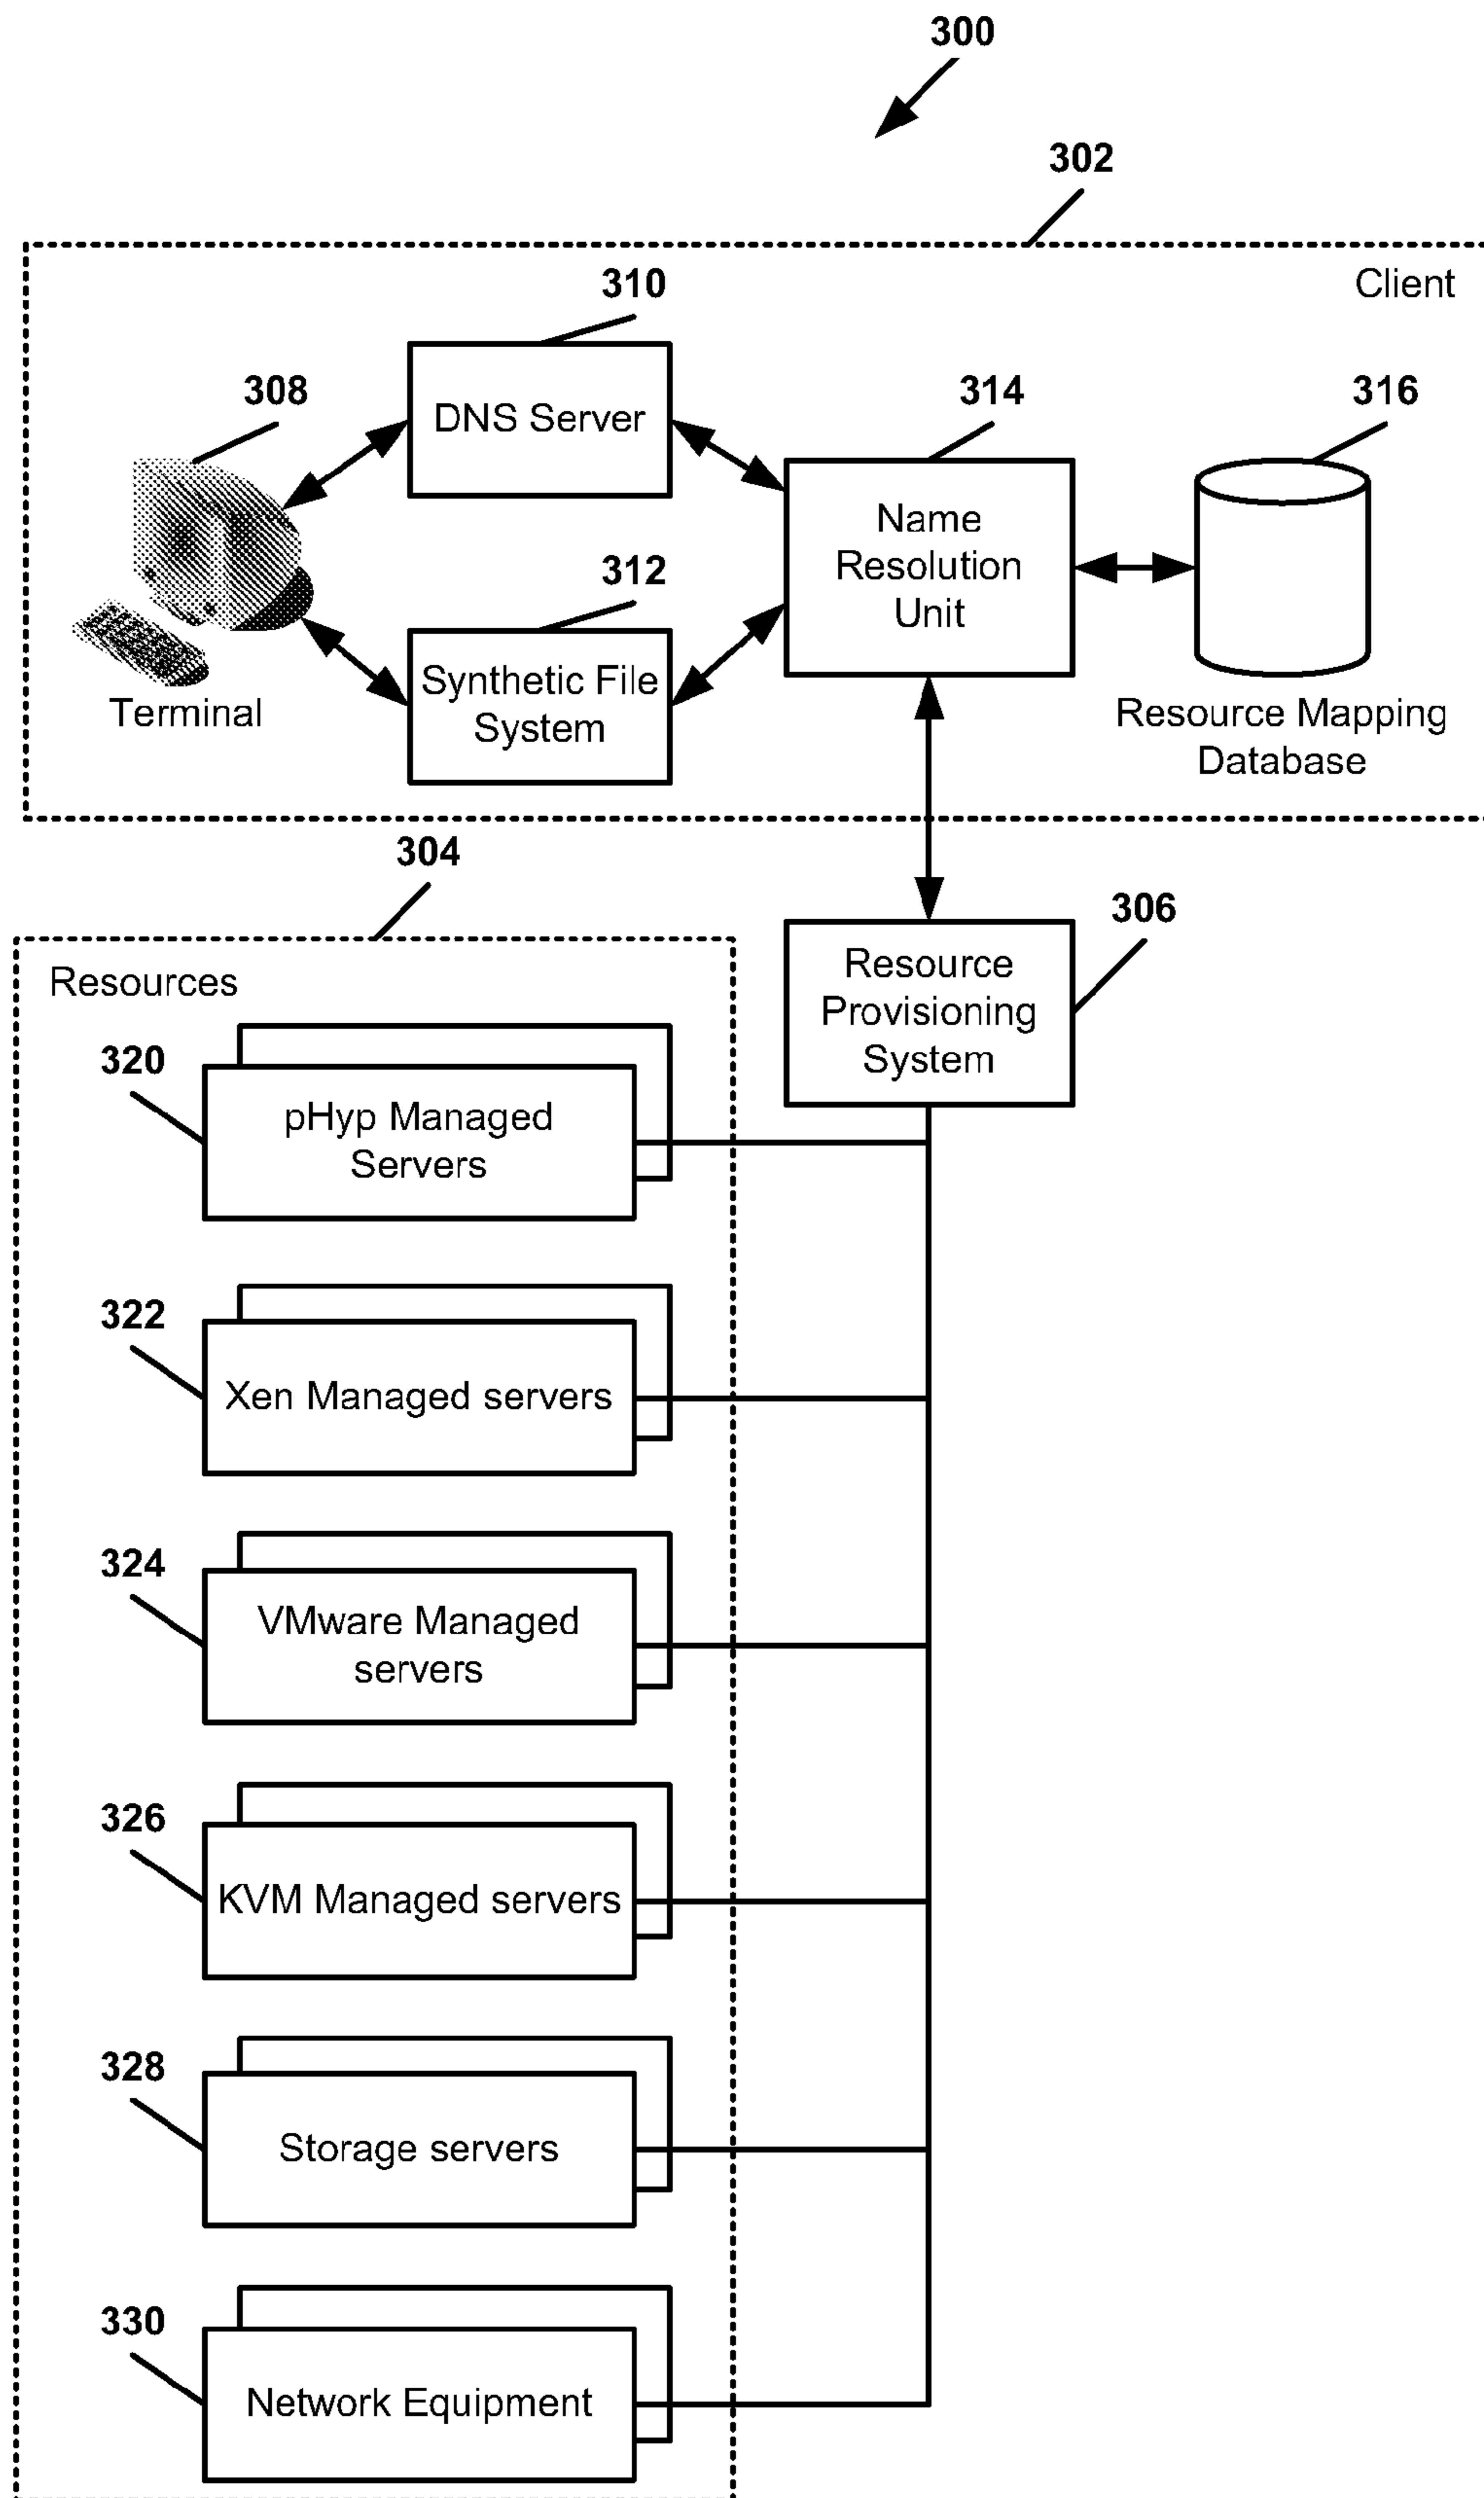 300
302
Client
310
DNS Server
308
314
316
Name
Resolution
Unit
312
Synthetic File
System
Terminal
Resource Mapping
Database
304
306
Resource
Provisioning
System
Resources
320
pHyp Managed
Servers
322
Xen Managed servers
324
VMware Managed
servers
326
KVM Managed servers
328
Storage servers
330
Network Equipment